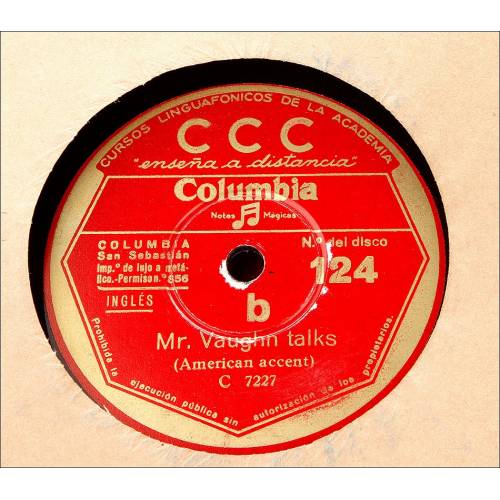 CURSOS LINGUAFONICOS DE LA ACADEMIA
CCC
"enseña a distancia"
Columbia
Notas Mágicas
COLUMBIA
San Sebastián
Imp.º de lujo a metá-
lico.-Permiso n.º 856
INGLÉS
N.º del disco
124
b
Mr. Vaughn talks
(American accent)
C 7227
Prohibida la ejecución pública sin autorización de los propietarios.